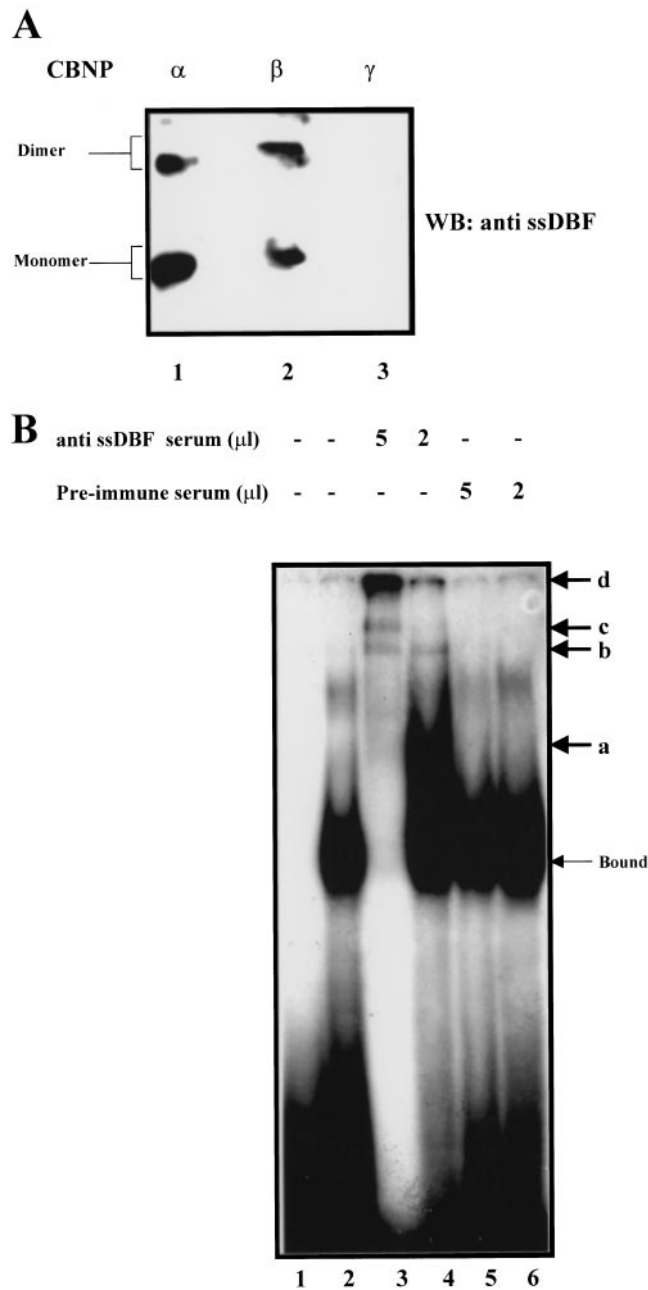 A
CBNP α β γ
Dimer
Monomer
WB: anti ssDBF
1 2 3
B
anti ssDBF serum (μl) - - 5 2 - -
Pre-immune serum (μl) - - - - 5 2
d
c
b
a
Bound
1 2 3 4 5 6